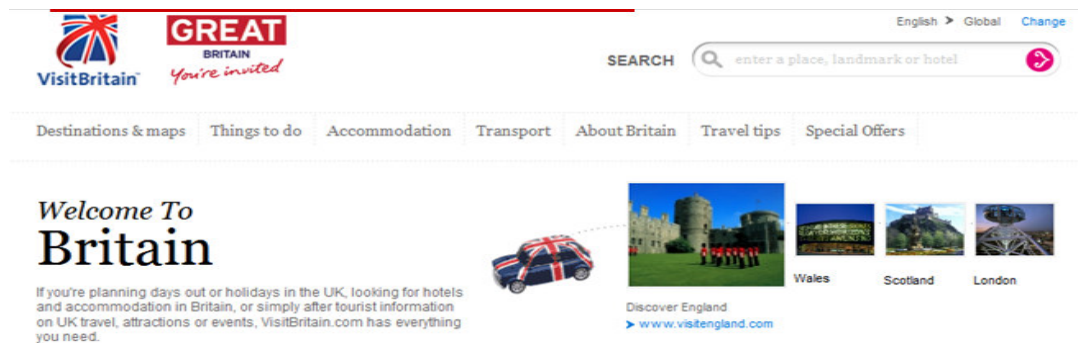 English > Global Change
VisitBritain™
GREAT
BRITAIN
You're invited
SEARCH enter a place, landmark or hotel
Destinations & maps Things to do Accommodation Transport About Britain Travel tips Special Offers
Welcome To
Britain
If you're planning days out or holidays in the UK, looking for hotels
and accommodation in Britain, or simply after tourist information
on UK travel, attractions or events, VisitBritain.com has everything
you need.
Wales Scotland London
Discover England
www.visitengland.com